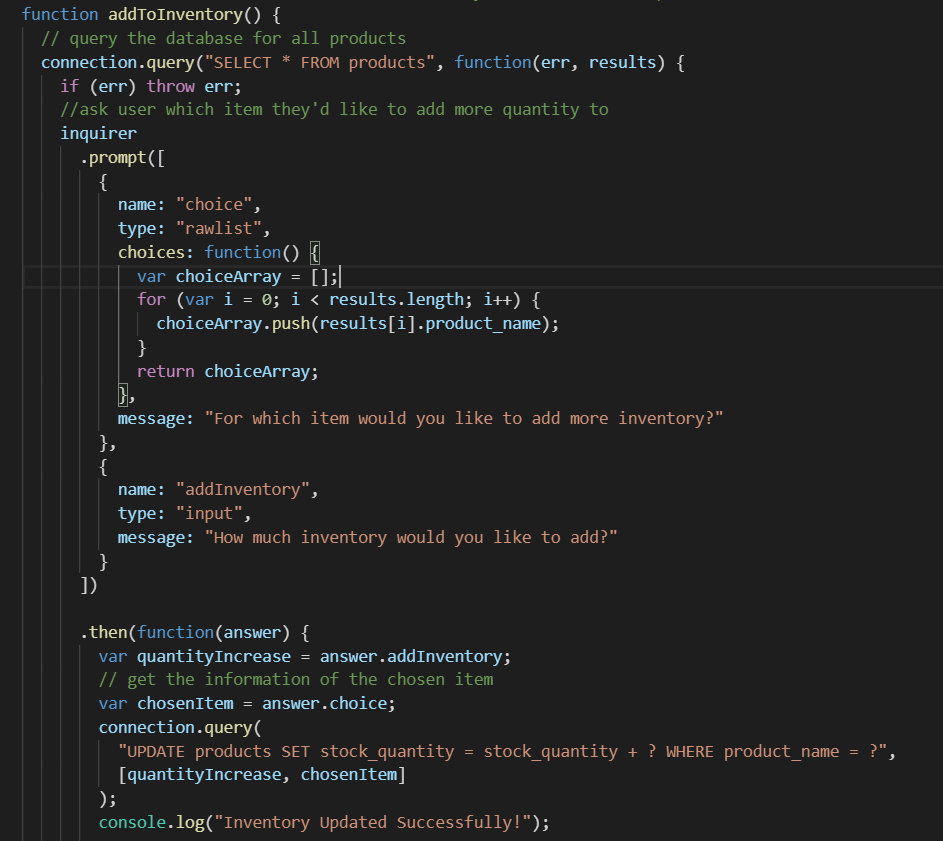 function addToInventory() {
// query the database for all products
connection.query("SELECT * FROM products", function(err, results) {
if (err) throw err;
//ask user which item they'd like to add more quantity to
inquirer
.prompt([
{
name: "choice",
type: "rawlist",
choices: function() {
var choiceArray = [];
for (var i = 0; i < results.length; i++) {
choiceArray.push(results[i].product_name);
}
return choiceArray;
},
message: "For which item would you like to add more inventory?"
},
{
name: "addInventory",
type: "input",
message: "How much inventory would you like to add?"
}
])
.then(function(answer) {
var quantityIncrease = answer.addInventory;
// get the information of the chosen item
var chosenItem = answer.choice;
connection.query(
"UPDATE products SET stock_quantity = stock_quantity + ? WHERE product_name = ?",
[quantityIncrease, chosenItem]
);
console.log("Inventory Updated Successfully!");